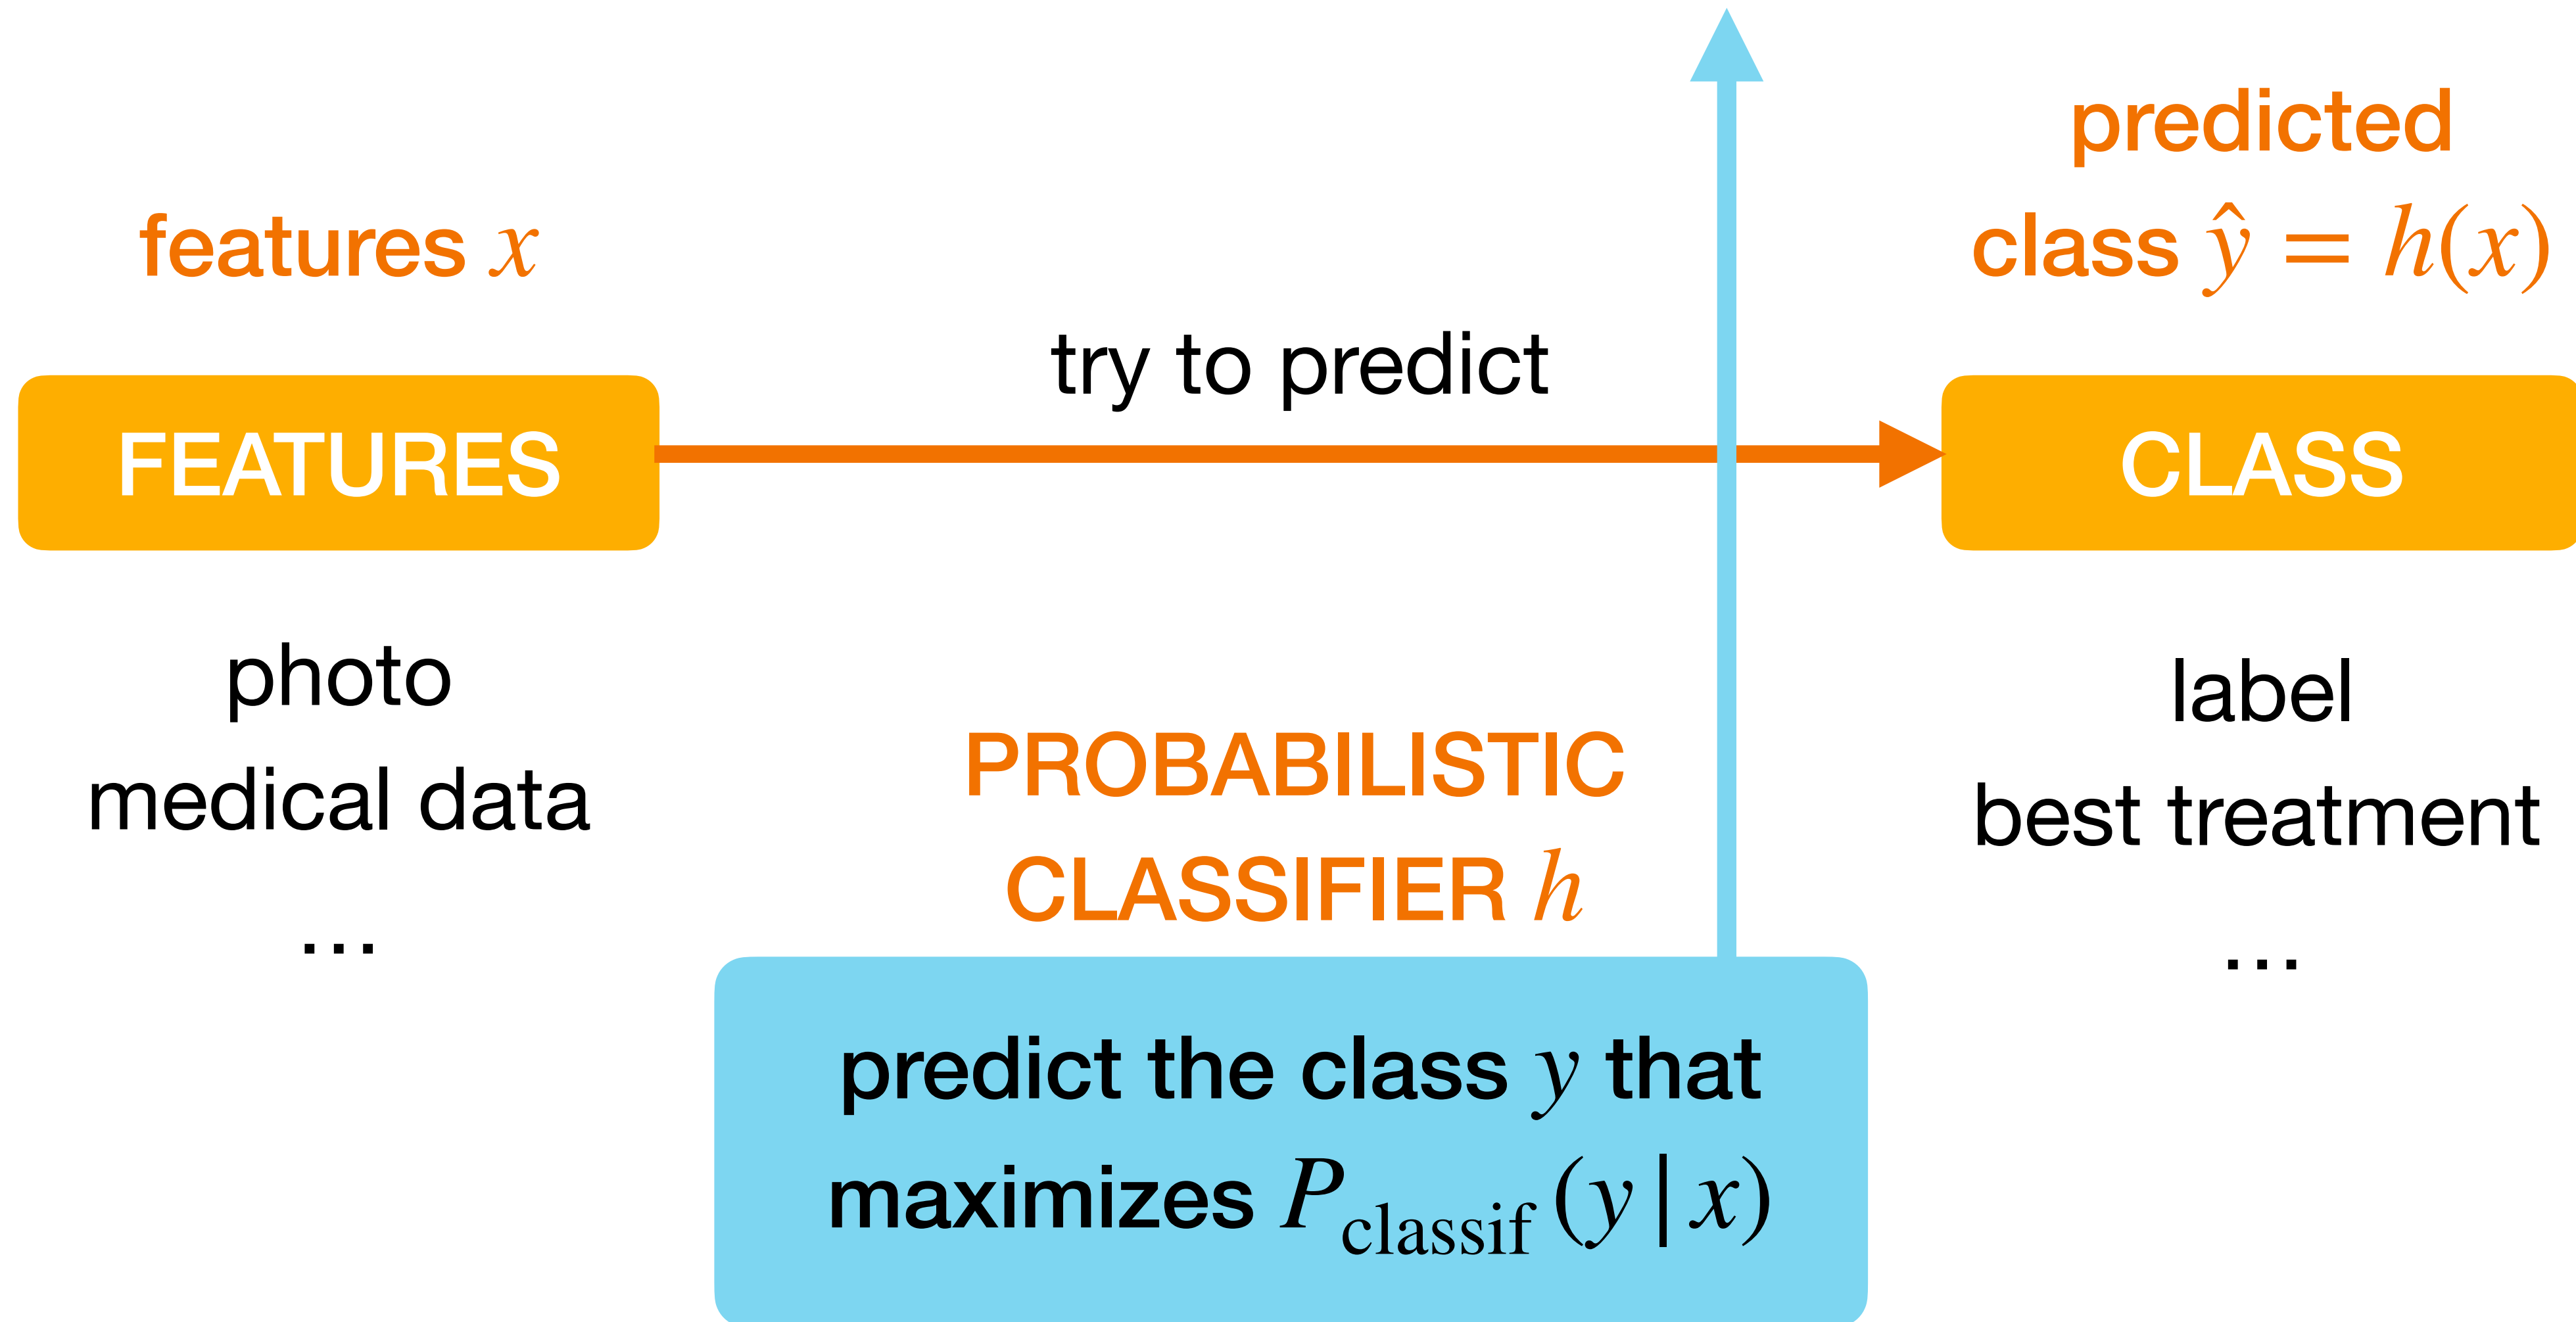 features x
predicted
class ŷ = h(x)
try to predict
FEATURES
CLASS
photo
medical data
…
label
best treatment
…
PROBABILISTIC
CLASSIFIER h
predict the class y that
maximizes P_classif (y | x)